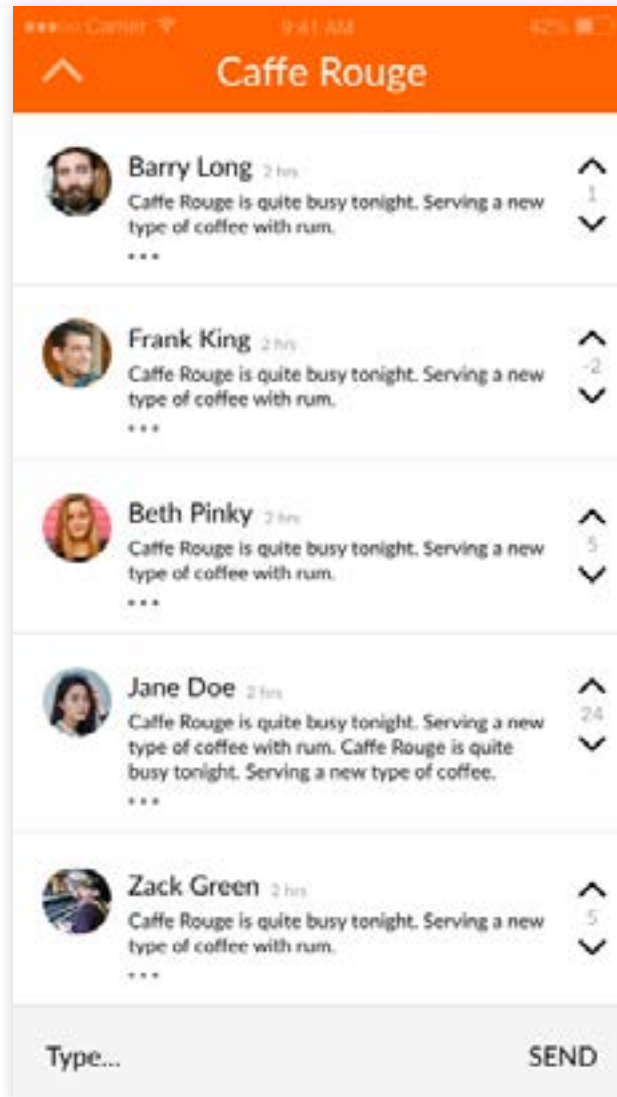 Carrier 9:41 AM 42%
Caffe Rouge
Barry Long 2 hrs
Caffe Rouge is quite busy tonight. Serving a new
type of coffee with rum.
1
Frank King 2 hrs
Caffe Rouge is quite busy tonight. Serving a new
type of coffee with rum.
-2
Beth Pinky 2 hrs
Caffe Rouge is quite busy tonight. Serving a new
type of coffee with rum.
5
Jane Doe 2 hrs
Caffe Rouge is quite busy tonight. Serving a new
type of coffee with rum. Caffe Rouge is quite
busy tonight. Serving a new type of coffee.
24
Zack Green 2 hrs
Caffe Rouge is quite busy tonight. Serving a new
type of coffee with rum.
5
Type... SEND